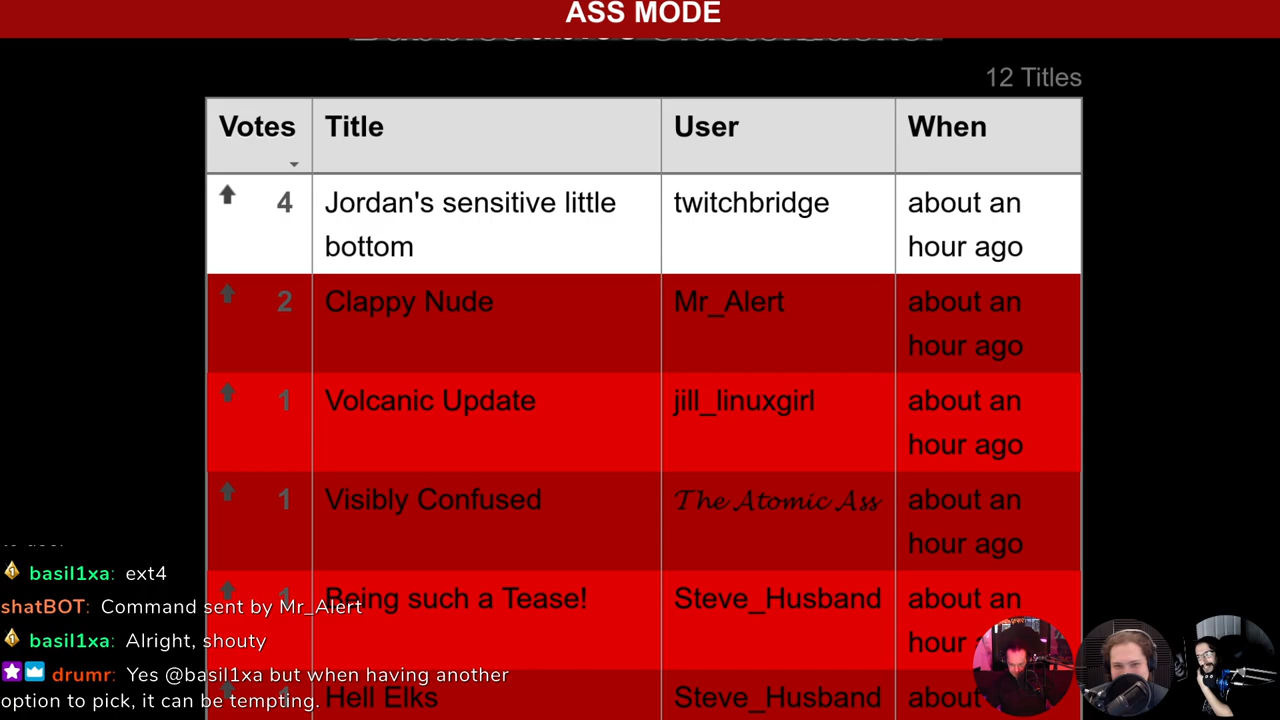 ASS MODE
12 Titles
Votes Title User When
4 Jordan's sensitive little twitchbridge about an
bottom hour ago
2 Clappy Nude Mr_Alert about an
hour ago
1 Volcanic Update jill_linuxgirl about an
hour ago
1 Visibly Confused 𝓣𝓱𝓮 𝓐𝓽𝓸𝓶𝓲𝓬 𝓐𝓼𝓼 about an
hour ago
Being such a Tease! Steve_Husband about an
hour
Hell Elks Steve_Husband about
basil1xa: ext4
shatBOT: Command sent by Mr_Alert
basil1xa: Alright, shouty
drumr: Yes @basil1xa but when having another
option to pick, it can be tempting.